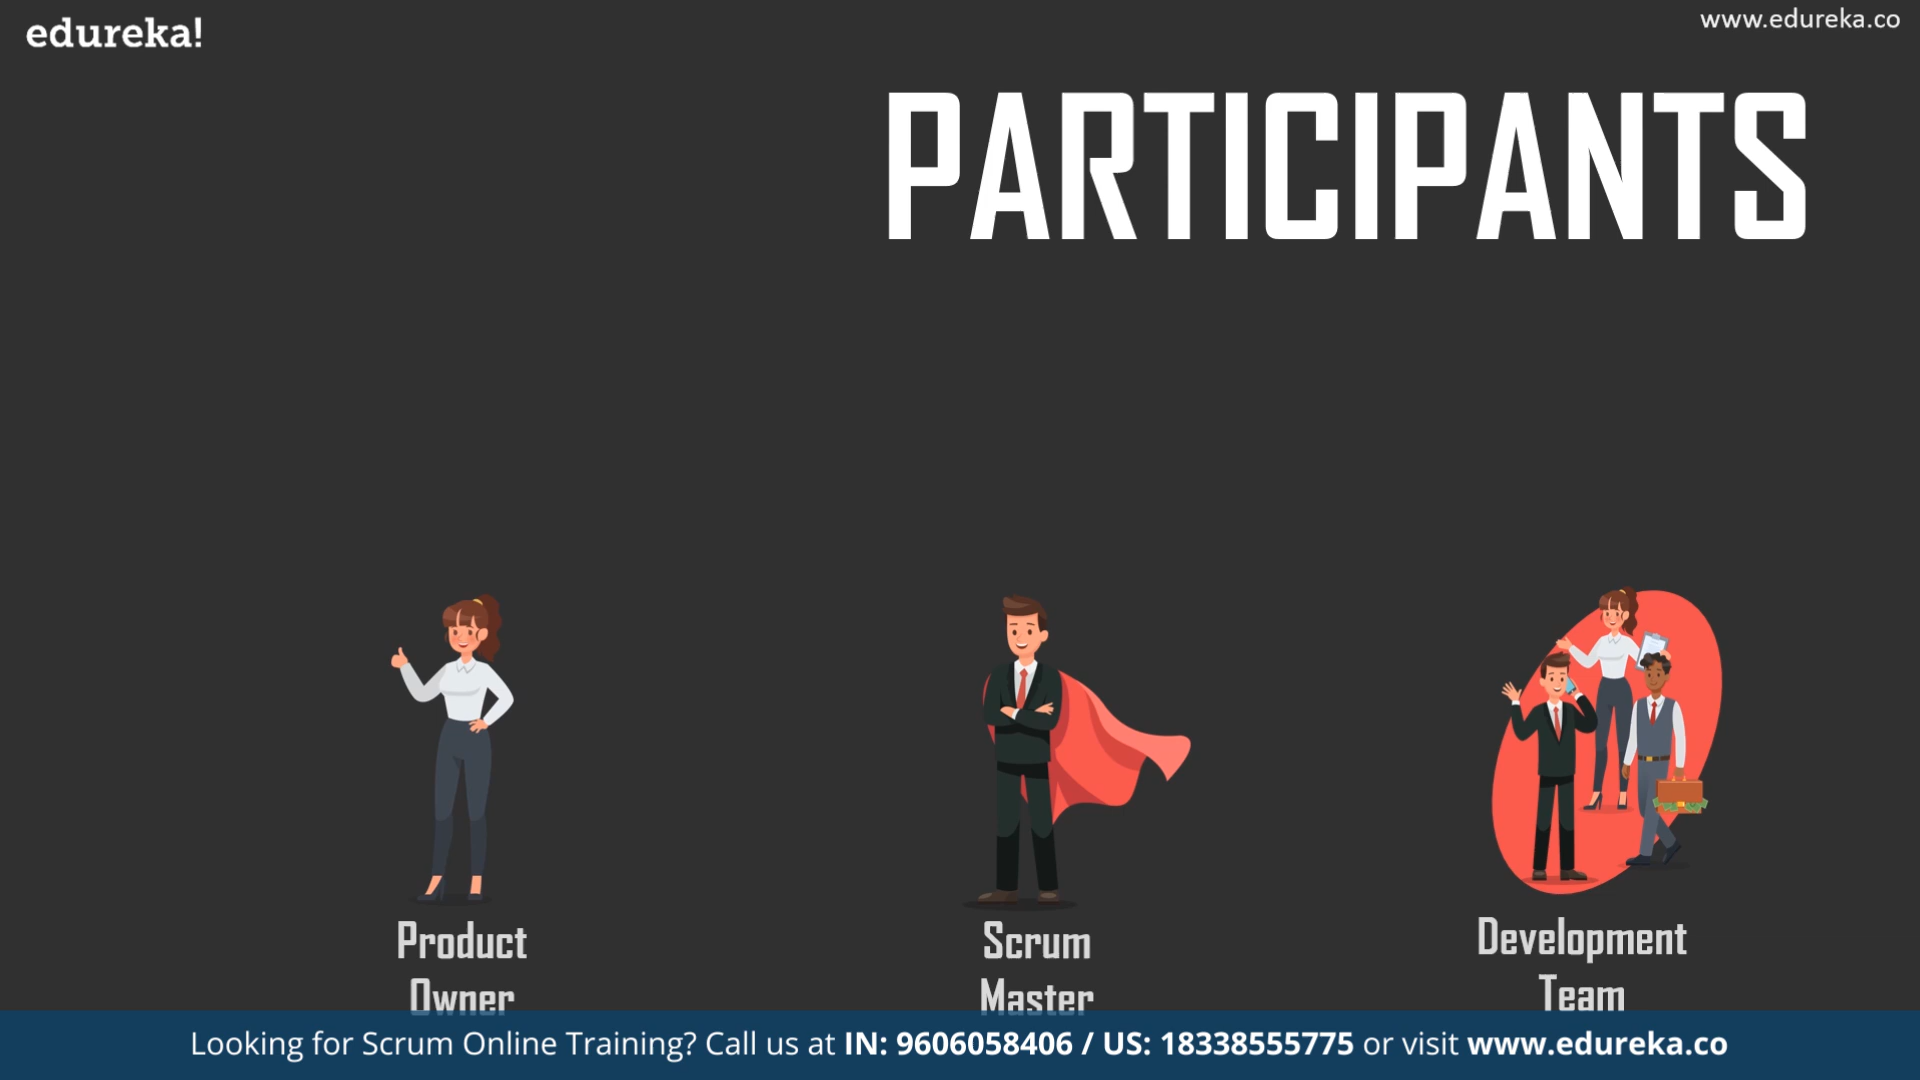 edureka!
www.edureka.co
PARTICIPANTS
Product
Owner
Scrum
Master
Development
Team
Looking for Scrum Online Training? Call us at IN: 9606058406 / US: 18338555775 or visit www.edureka.co